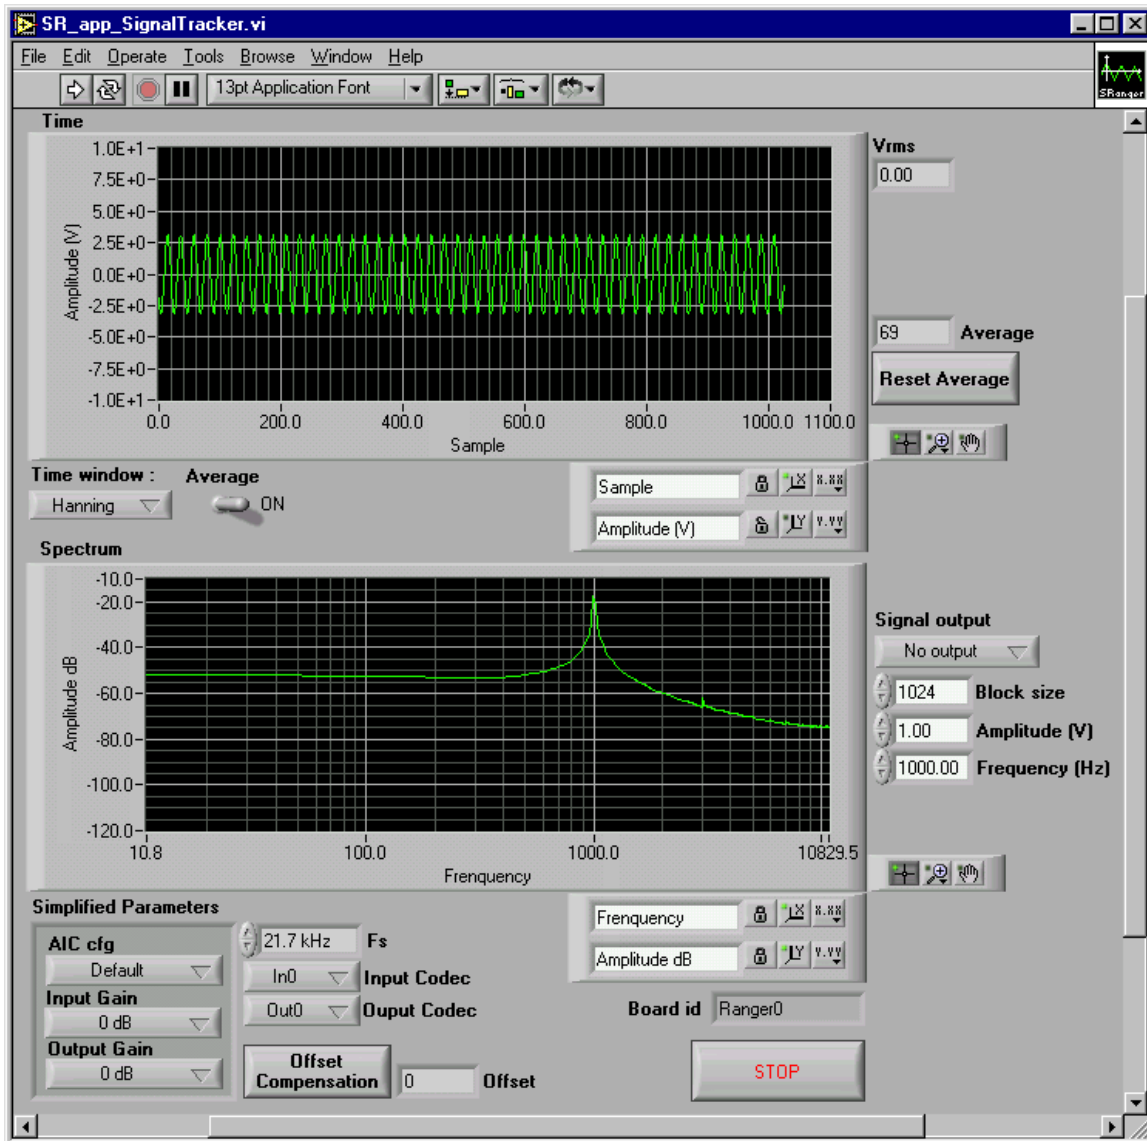 SR_app_SignalTracker.vi
File Edit Operate Tools Browse Window Help
13pt Application Font
SRanger
Time
Vrms
0.00
Amplitude (V)
1.0E+1
7.5E+0
5.0E+0
2.5E+0
0.0E+0
-2.5E+0
-5.0E+0
-7.5E+0
-1.0E+1
0.0 200.0 400.0 600.0 800.0 1000.0 1100.0
Sample
69 Average
Reset Average
Time window : Average
Hanning ON
Sample X X.XX
Amplitude (V) Y Y.YY
Spectrum
Amplitude dB
-10.0
-20.0
-40.0
-60.0
-80.0
-100.0
-120.0
10.8 100.0 1000.0 10829.5
Frenquency
Signal output
No output
1024 Block size
1.00 Amplitude (V)
1000.00 Frequency (Hz)
Simplified Parameters
AIC cfg
Default
Input Gain
0 dB
Output Gain
0 dB
21.7 kHz Fs
In0 Input Codec
Out0 Ouput Codec
Offset Compensation 0 Offset
Frenquency X X.XX
Amplitude dB Y Y.YY
Board id Ranger0
STOP